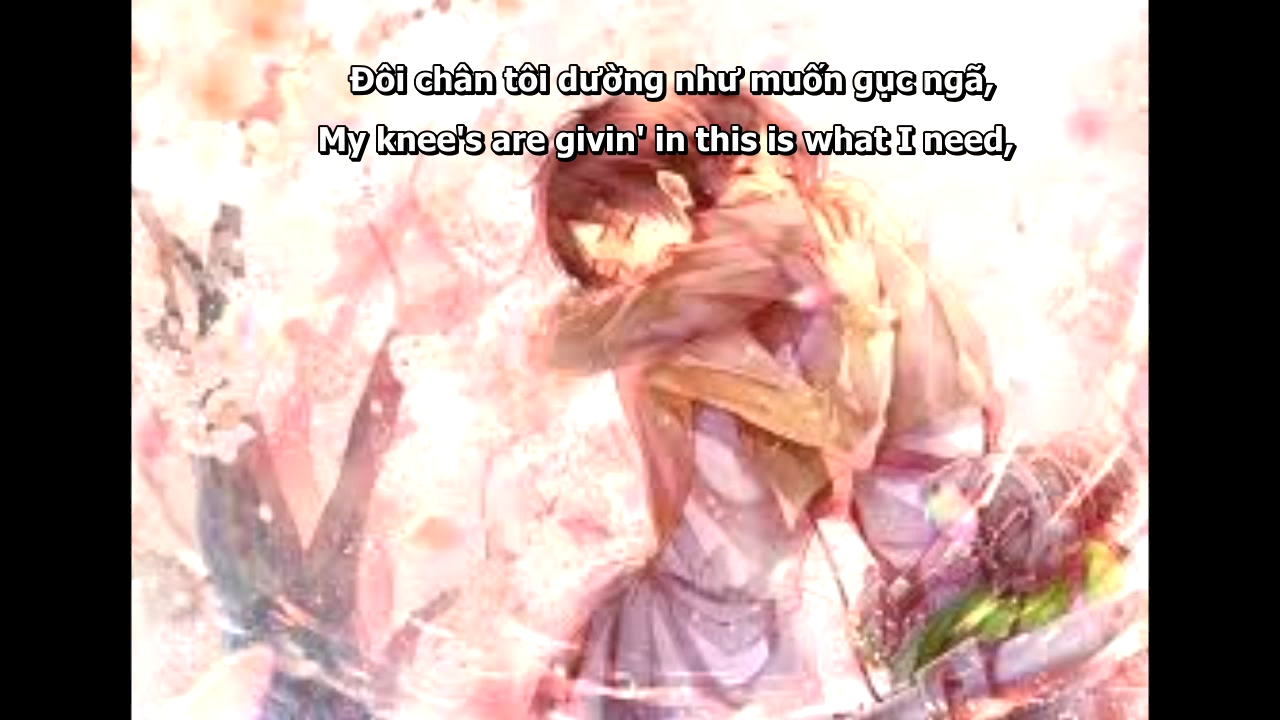 Đôi chân tôi dường như muốn gục ngã,
My knee's are givin' in this is what I need,